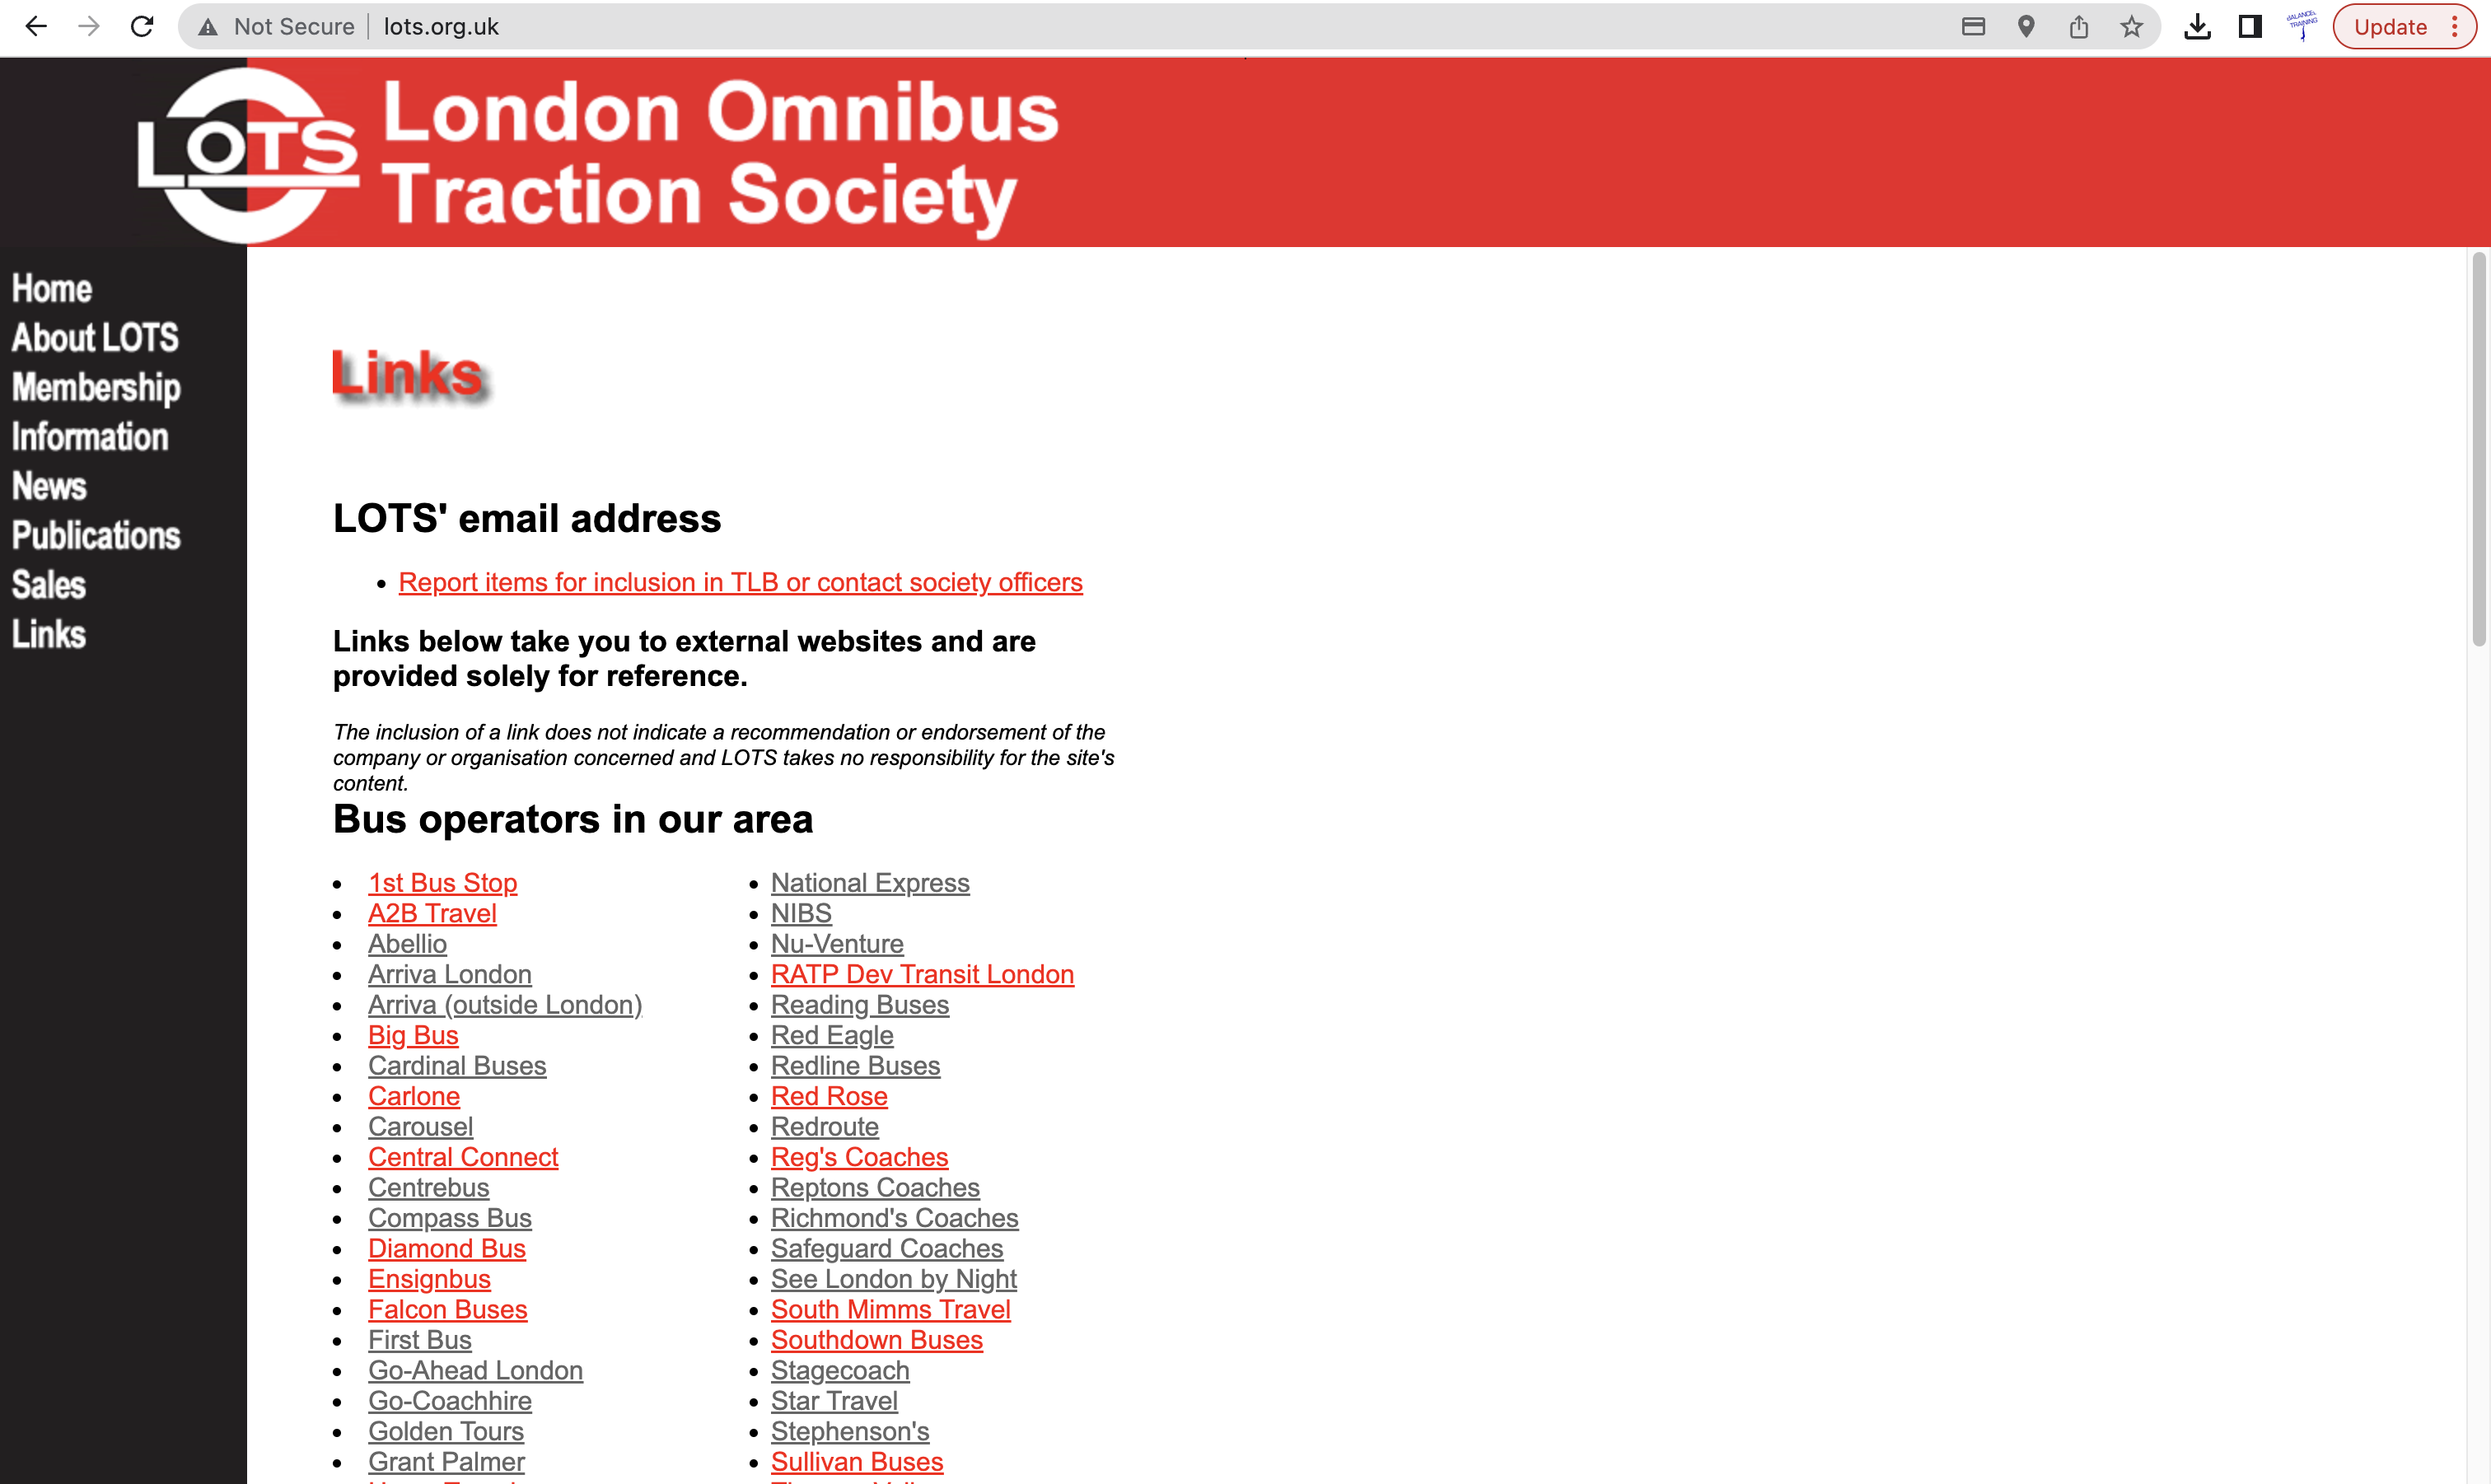 Not Secure | lots.org.uk
BALANCE
TRAINING
Update
LOTS
London Omnibus
Traction Society
Home
About LOTS
Membership
Information
News
Publications
Sales
Links
Links
LOTS' email address
Report items for inclusion in TLB or contact society officers
Links below take you to external websites and are
provided solely for reference.
The inclusion of a link does not indicate a recommendation or endorsement of the
company or organisation concerned and LOTS takes no responsibility for the site's
content.
Bus operators in our area
1st Bus Stop
A2B Travel
Abellio
Arriva London
Arriva (outside London)
Big Bus
Cardinal Buses
Carlone
Carousel
Central Connect
Centrebus
Compass Bus
Diamond Bus
Ensignbus
Falcon Buses
First Bus
Go-Ahead London
Go-Coachhire
Golden Tours
Grant Palmer
National Express
NIBS
Nu-Venture
RATP Dev Transit London
Reading Buses
Red Eagle
Redline Buses
Red Rose
Redroute
Reg's Coaches
Reptons Coaches
Richmond's Coaches
Safeguard Coaches
See London by Night
South Mimms Travel
Southdown Buses
Stagecoach
Star Travel
Stephenson's
Sullivan Buses